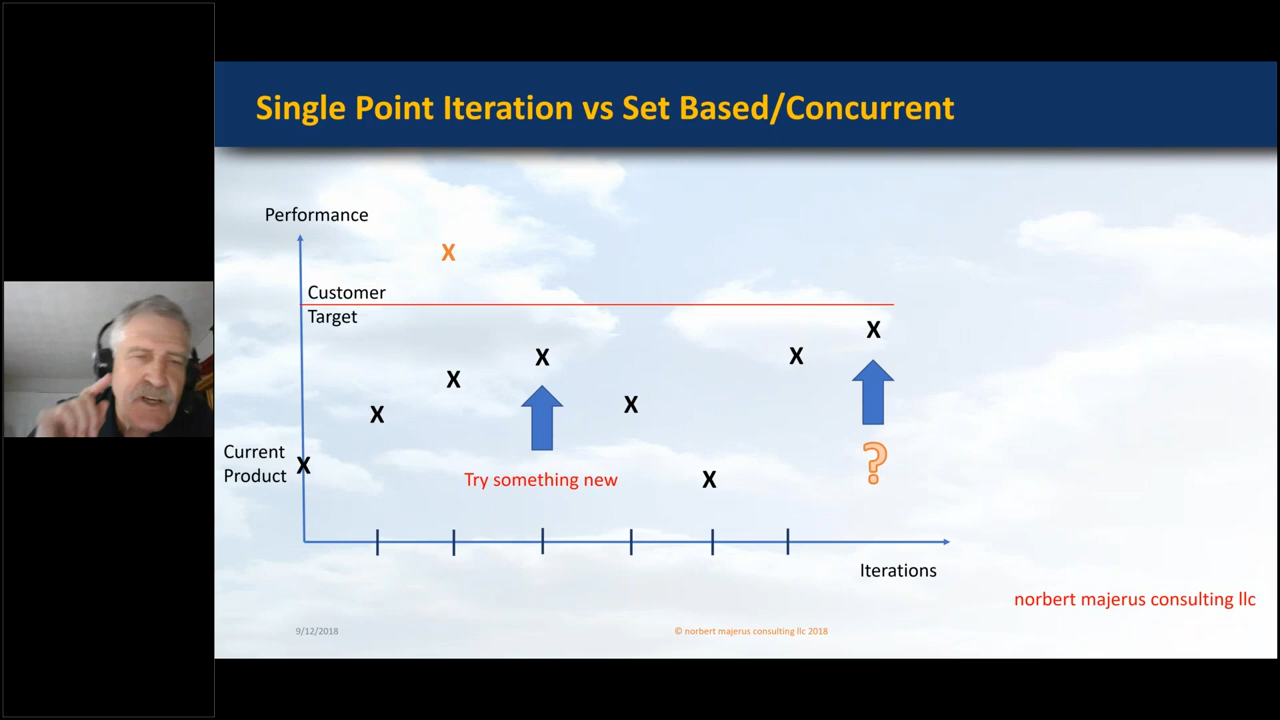 Single Point Iteration vs Set Based/Concurrent
Performance
X
Customer
Target
X
X
X
X
X
X
Current
Product
X
X
Try something new
?
Iterations
norbert majerus consulting llc
9/12/2018
© norbert majerus consulting llc 2018